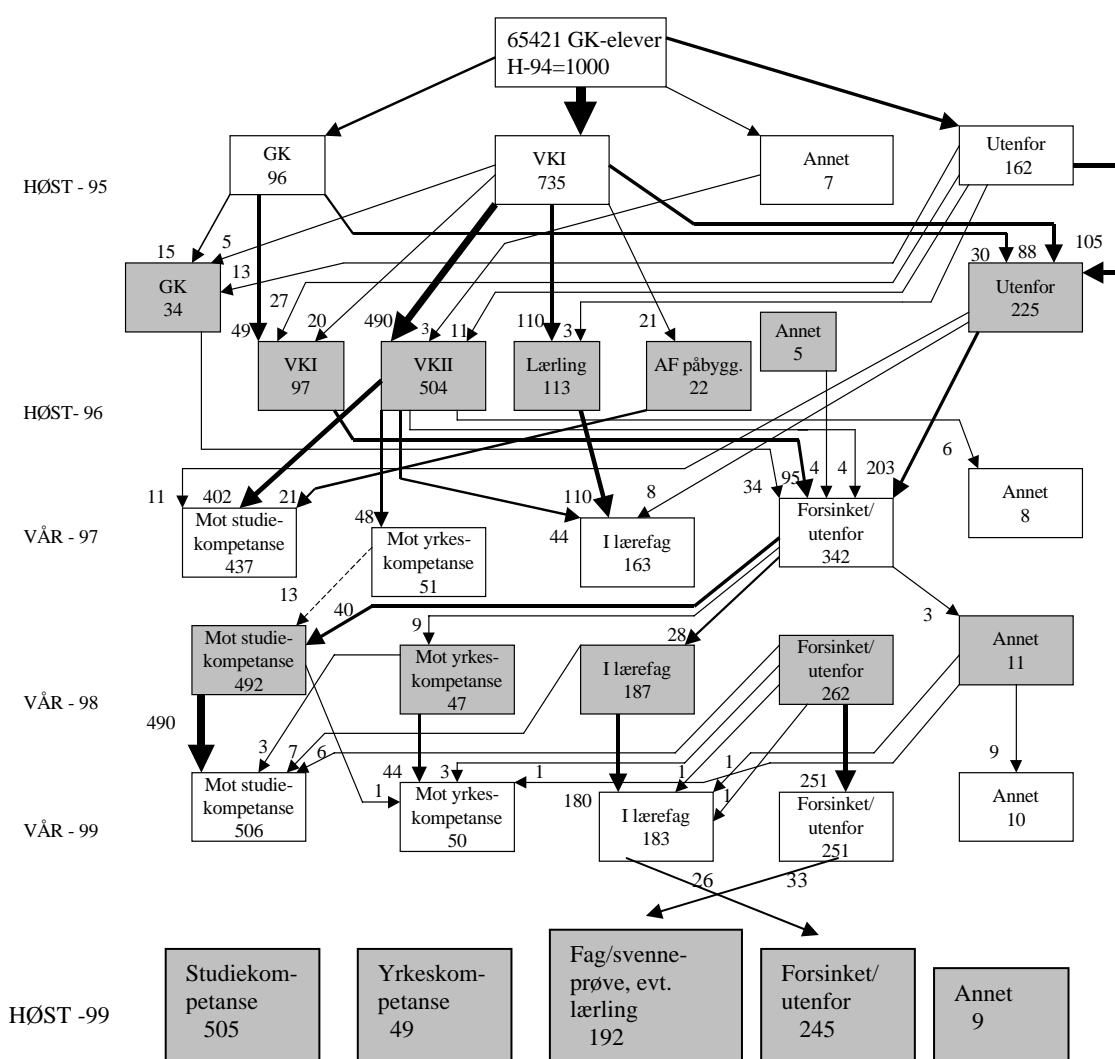 65421 GK-elever
H-94=1000
HØST - 95
GK
96
VKI
735
Annet
7
Utenfor
162
15
5
13
30
88
105
GK
34
Utenfor
225
27
49
20
490
3
11
110
3
21
Annet
5
VKI
97
VKII
504
Lærling
113
AF påbygg.
22
HØST- 96
11
402
21
48
110
44
8
34
95
4
4
203
6
VÅR - 97
Mot studie-
kompetanse
437
Mot yrkes-
kompetanse
51
I lærefag
163
Forsinket/
utenfor
342
Annet
8
13
40
9
28
3
VÅR - 98
Mot studie-
kompetanse
492
Mot yrkes-
kompetanse
47
I lærefag
187
Forsinket/
utenfor
262
Annet
11
490
3
7
6
1
44
3
1
180
1
1
1
251
9
VÅR - 99
Mot studie-
kompetanse
506
Mot yrkes-
kompetanse
50
I lærefag
183
Forsinket/
utenfor
251
Annet
10
26
33
HØST -99
Studiekom-
petanse
505
Yrkeskom-
petanse
49
Fag/svenne-
prøve, evt.
lærling
192
Forsinket/
utenfor
245
Annet
9